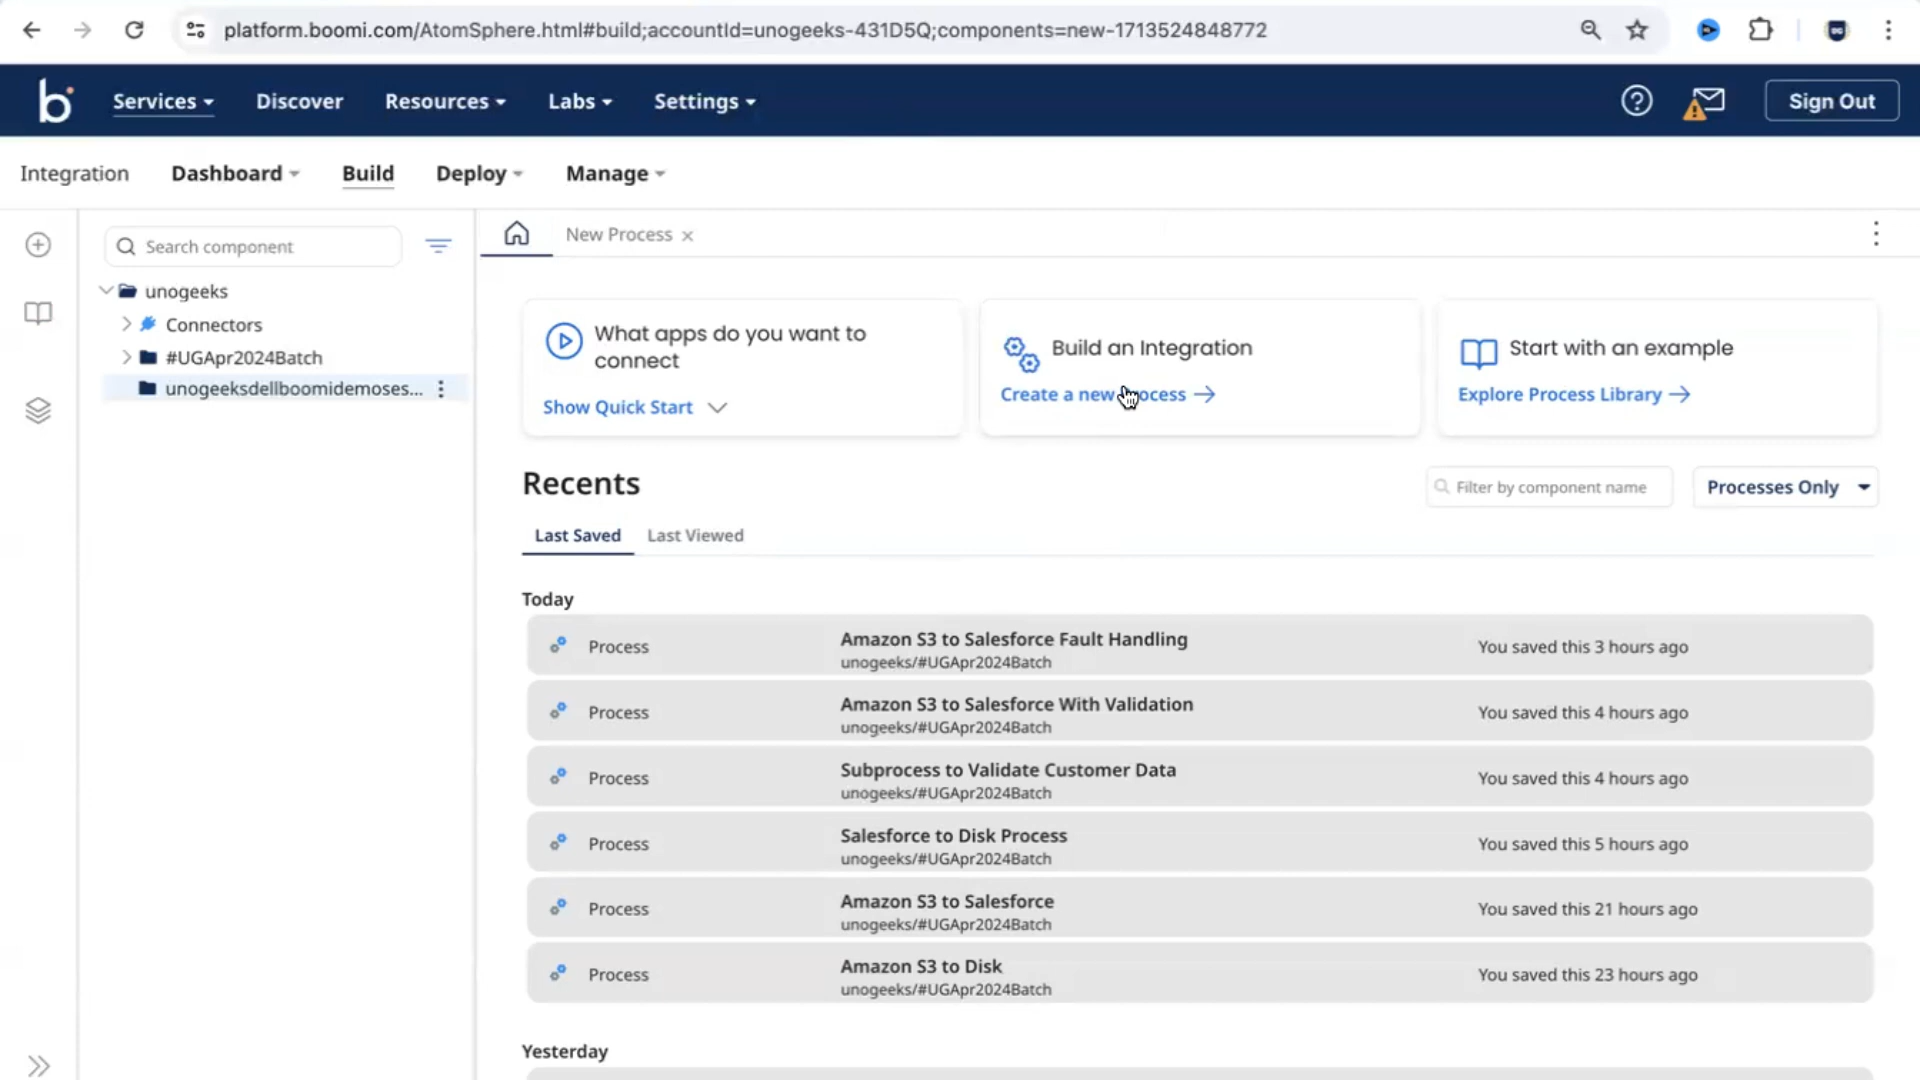 platform.boomi.com/AtomSphere.html#build;accountId=unogeeks-431D5Q;components=new-1713524848772
b Services Discover Resources Labs Settings Sign Out
Integration Dashboard Build Deploy Manage
Search component
New Process
unogeeks
Connectors
#UGApr2024Batch
unogeeksdellboomidemoses...
What apps do you want to
connect
Show Quick Start
Build an Integration
Create a new process
Start with an example
Explore Process Library
Recents
Filter by component name
Processes Only
Last Saved Last Viewed
Today
Process Amazon S3 to Salesforce Fault Handling You saved this 3 hours ago
unogeeks/#UGApr2024Batch
Process Amazon S3 to Salesforce With Validation You saved this 4 hours ago
unogeeks/#UGApr2024Batch
Process Subprocess to Validate Customer Data You saved this 4 hours ago
unogeeks/#UGApr2024Batch
Process Salesforce to Disk Process You saved this 5 hours ago
unogeeks/#UGApr2024Batch
Process Amazon S3 to Salesforce You saved this 21 hours ago
unogeeks/#UGApr2024Batch
Process Amazon S3 to Disk You saved this 23 hours ago
unogeeks/#UGApr2024Batch
Yesterday